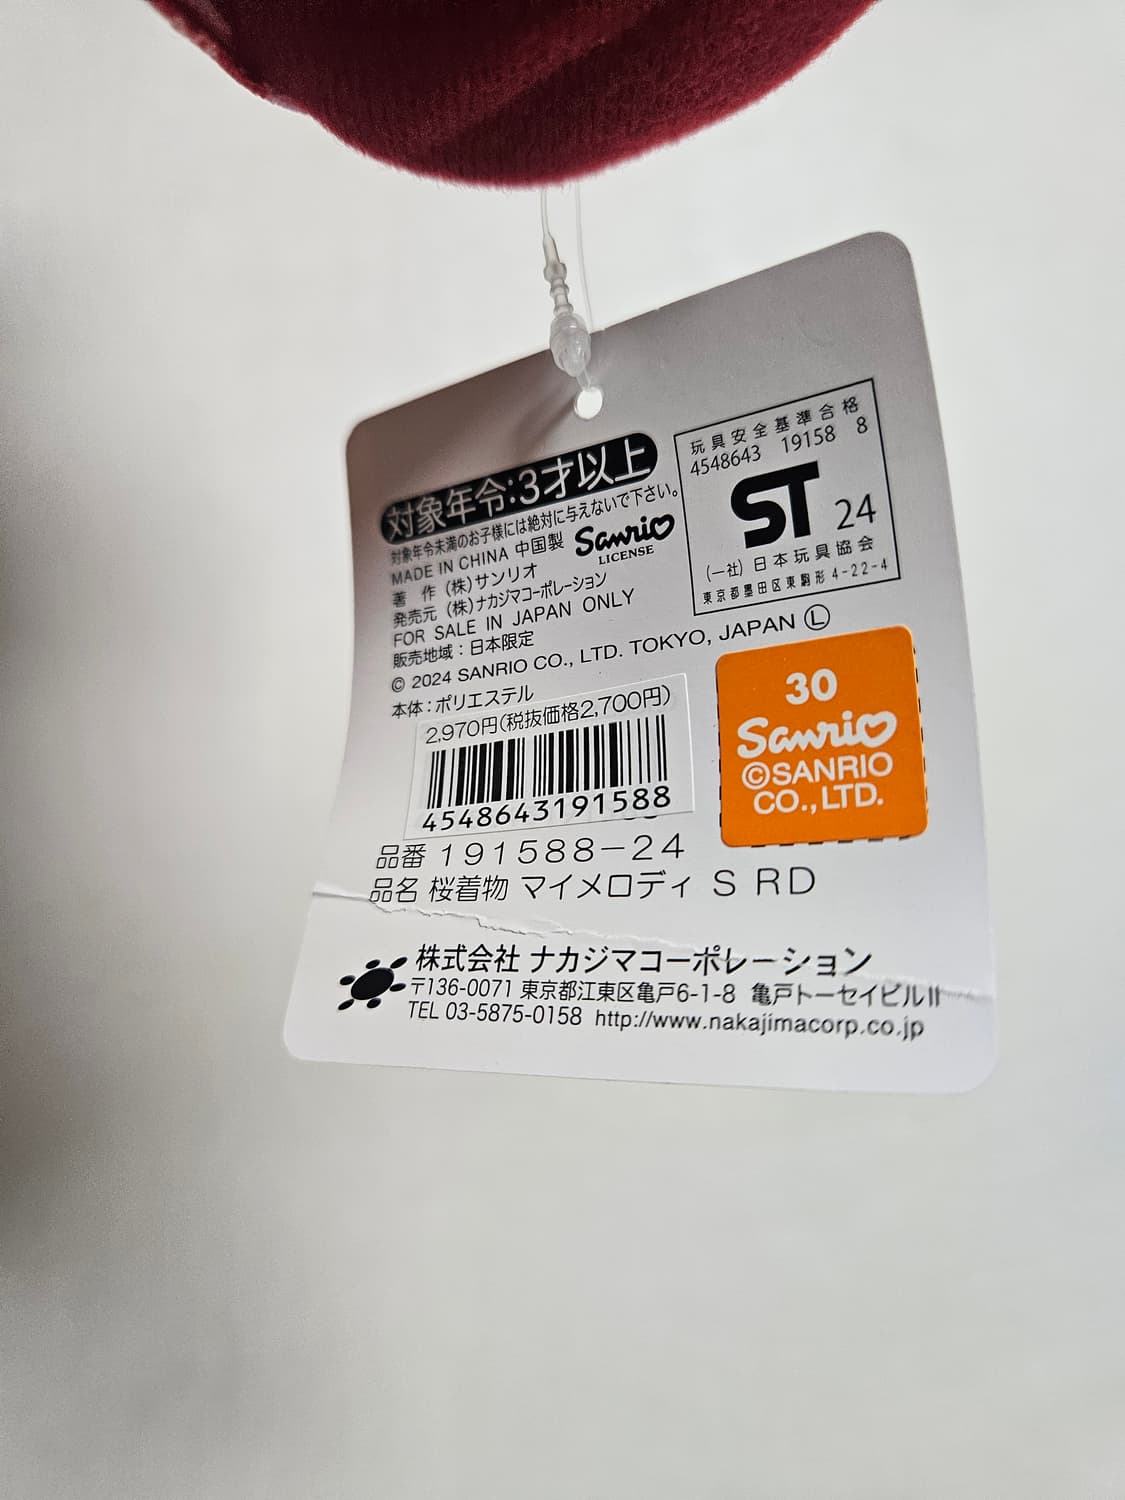 対象年令:3才以上
対象年令未満のお子様には絶対に与えないで下さい。
MADE IN CHINA 中国製
Sanrio
LICENSE
著 作 (株)サンリオ
発売元 (株)ナカジマコーポレーション
FOR SALE IN JAPAN ONLY
販売地域:日本限定
© 2024 SANRIO CO., LTD. TOKYO, JAPAN Ⓛ
本体:ポリエステル
玩具安全基準合格
4548643 19158 8
ST 24
(一社)日本玩具協会
東京都墨田区東駒形 4-22-4
2,970円(税抜価格2,700円)
4548643191588
30
Sanrio
©SANRIO
CO.,LTD.
品番 191588-24
品名 桜着物 マイメロディ S RD
株式会社 ナカジマコーポレーション
〒136-0071 東京都江東区亀戸6-1-8 亀戸トーセイビルII
TEL 03-5875-0158 http://www.nakajimacorp.co.jp